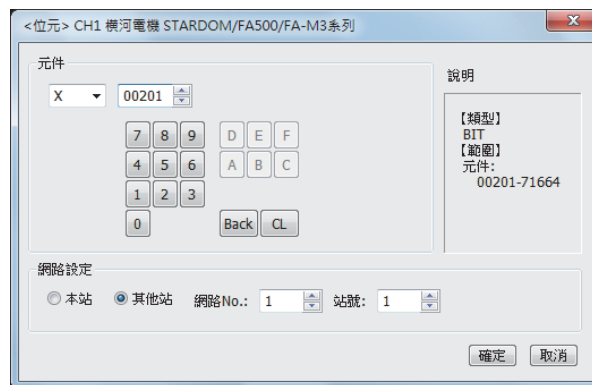 <位元> CH1 橫河電機 STARDOM/FA500/FA-M3系列
元件
X 00201
7 8 9 D E F
4 5 6 A B C
1 2 3
0 Back CL
說明
【類型】
BIT
【範圍】
元件:
00201-71664
網路設定
本站 其他站 網路No.: 1 站號: 1
確定 取消